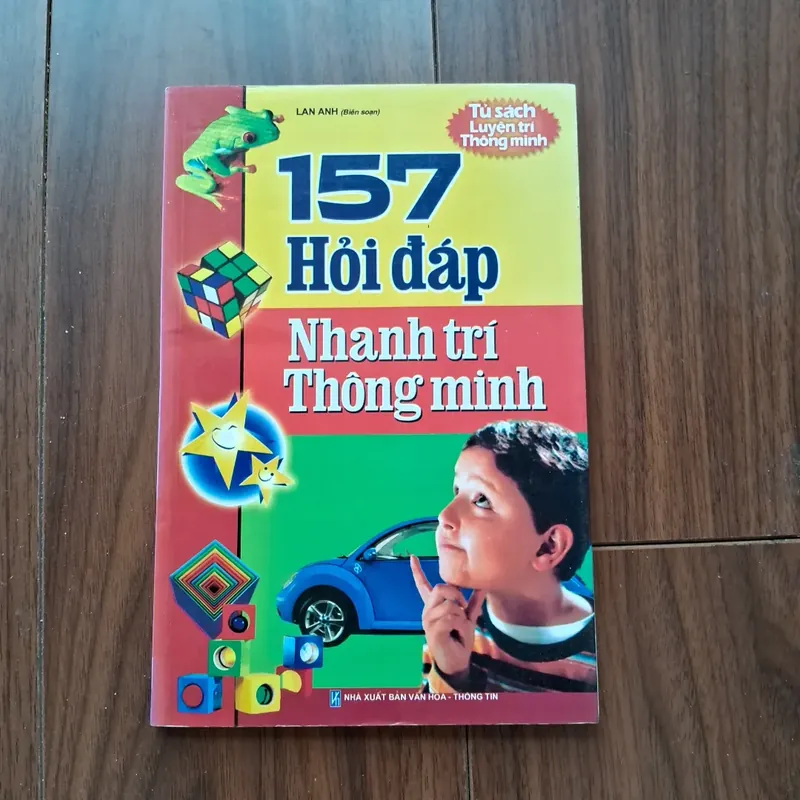 LAN ANH (Biên soạn)
Tủ sách
Luyện trí
Thông minh
157
Hỏi đáp
Nhanh trí
Thông minh
NHÀ XUẤT BẢN VĂN HÓA - THÔNG TIN